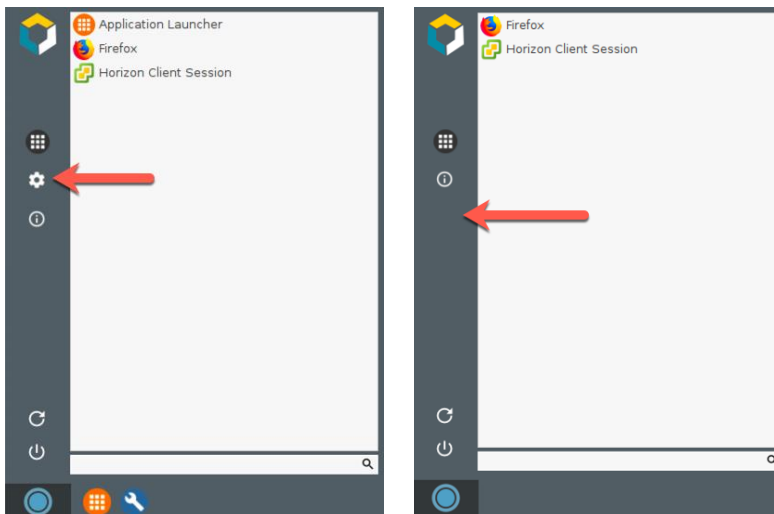 Application Launcher
Firefox
Horizon Client Session
Firefox
Horizon Client Session